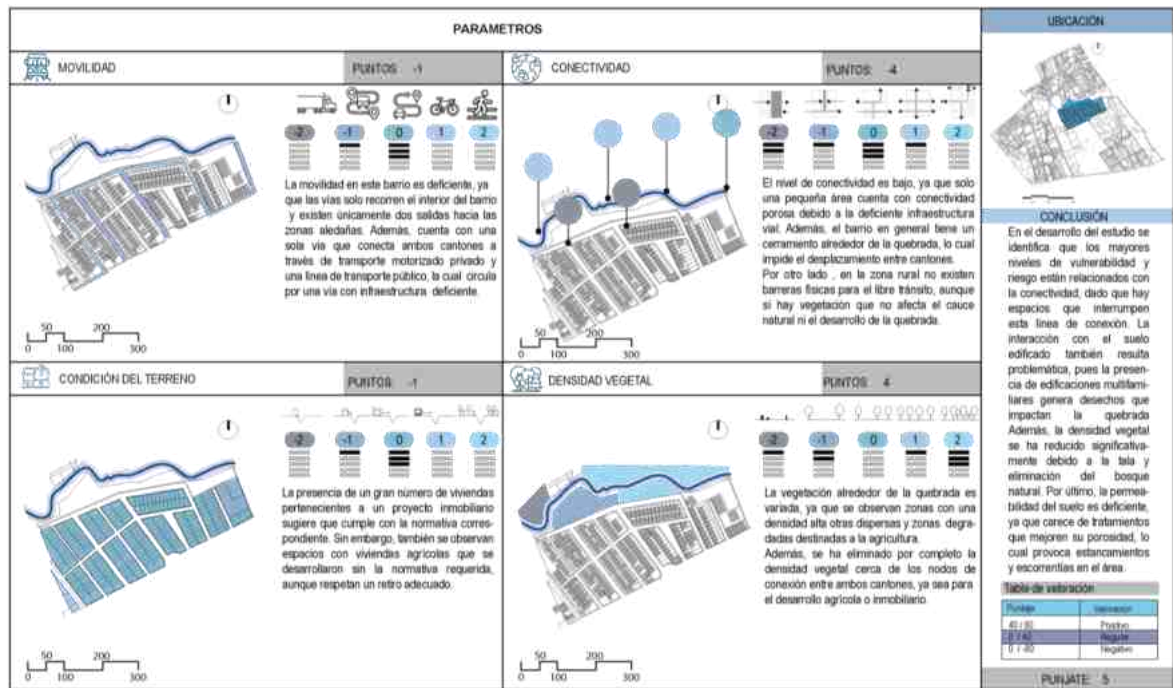 PARAMETROS
MOVILIDAD
PUNTOS: -1
-2 -1 0 1 2
La movilidad en este barrio es deficiente, ya
que las vías solo recorren el interior del barrio
y existen únicamente dos salidas hacia las
zonas aledañas. Además, cuenta con una
sola vía que conecta ambos cantones a
través de transporte motorizado privado y
una línea de transporte público, la cual circula
por una vía con infraestructura deficiente.
50 200
0 100 300
CONECTIVIDAD
PUNTOS: -4
-2 -1 0 1 2
El nivel de conectividad es bajo, ya que solo
una pequeña área cuenta con conectividad
porosa debido a la deficiente infraestructura
vial. Además, el barrio en general tiene un
cerramiento alrededor de la quebrada, lo cual
impide el desplazamiento entre cantones.
Por otro lado , en la zona rural no existen
barreras físicas para el libre tránsito, aunque
si hay vegetación que no afecta el cauce
natural ni el desarrollo de la quebrada.
50 200
0 100 300
CONDICIÓN DEL TERRENO
PUNTOS: -1
-2 -1 0 1 2
La presencia de un gran número de viviendas
pertenecientes a un proyecto inmobiliario
sugiere que cumple con la normativa corres-
pondiente. Sin embargo, también se observan
espacios con viviendas agrícolas que se
desarrollaron sin la normativa requerida,
aunque respetan un retiro adecuado.
50 200
0 100 300
DENSIDAD VEGETAL
PUNTOS: 4
-2 -1 0 1 2
La vegetación alrededor de la quebrada es
variada, ya que se observan zonas con una
densidad alta otras dispersas y zonas degra-
dadas destinadas a la agricultura.
Además, se ha eliminado por completo la
densidad vegetal cerca de los nodos de
conexión entre ambos cantones, ya sea para
el desarrollo agrícola o inmobiliario.
50 200
0 100 300
UBICACIÓN
CONCLUSIÓN
En el desarrollo del estudio se
identifica que los mayores
niveles de vulnerabilidad y
riesgo están relacionados con
la conectividad, dado que hay
espacios que interrumpen
esta línea de conexión. La
interacción con el suelo
edificado también resulta
problemática, pues la presen-
cia de edificaciones multifami-
liares genera desechos que
impactan la quebrada
Además, la densidad vegetal
se ha reducido significativa-
mente debido a la tala y
eliminación del bosque
natural. Por último, la permea-
bilidad del suelo es deficiente,
ya que carece de tratamientos
que mejoren su porosidad, lo
cual provoca estancamientos
y escorrentías en el área.
Tabla de valoración
Puntaje Valoración
Positivo
Regular
Negativo
PUNJATE: 5